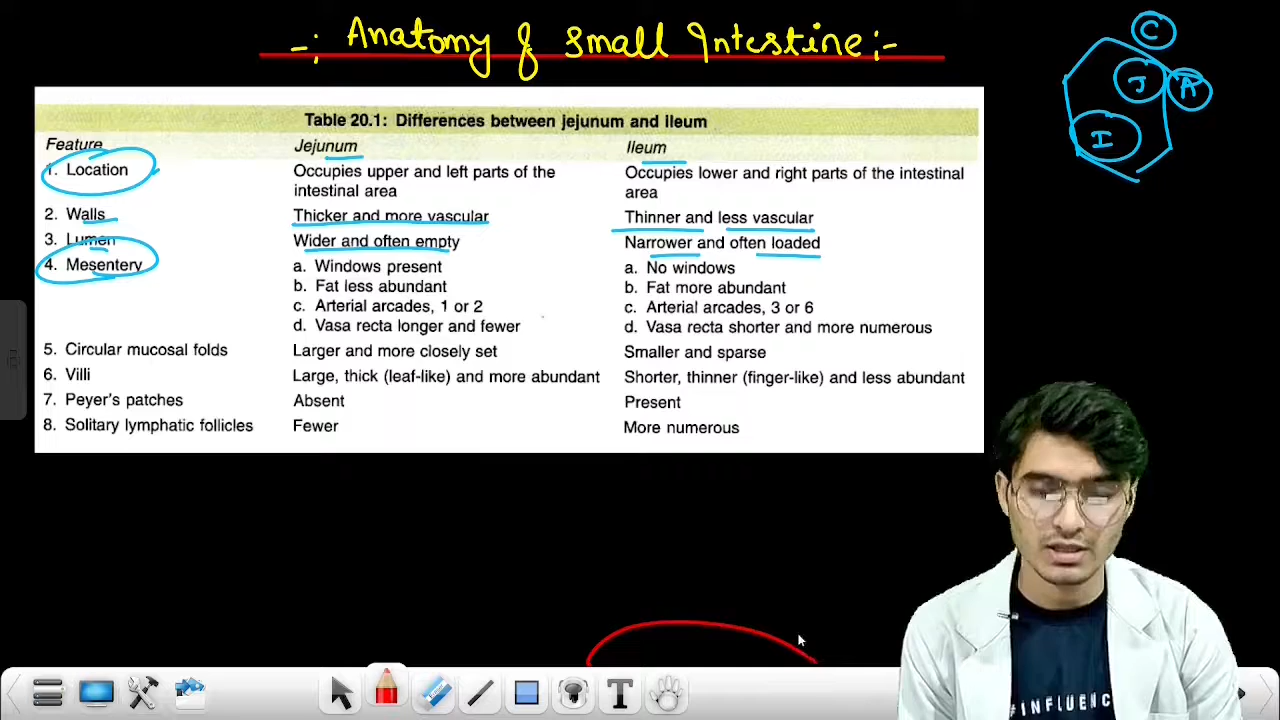 -: Anatomy of Small Intestine:-
C
J
A
I
Table 20.1: Differences between jejunum and ileum
Feature Jejunum Ileum
1. Location Occupies upper and left parts of the intestinal area Occupies lower and right parts of the intestinal area
2. Walls Thicker and more vascular Thinner and less vascular
3. Lumen Wider and often empty Narrower and often loaded
4. Mesentery a. Windows present a. No windows
b. Fat less abundant b. Fat more abundant
c. Arterial arcades, 1 or 2 c. Arterial arcades, 3 or 6
d. Vasa recta longer and fewer d. Vasa recta shorter and more numerous
5. Circular mucosal folds Larger and more closely set Smaller and sparse
6. Villi Large, thick (leaf-like) and more abundant Shorter, thinner (finger-like) and less abundant
7. Peyer's patches Absent Present
8. Solitary lymphatic follicles Fewer More numerous
#INFLUENC
T